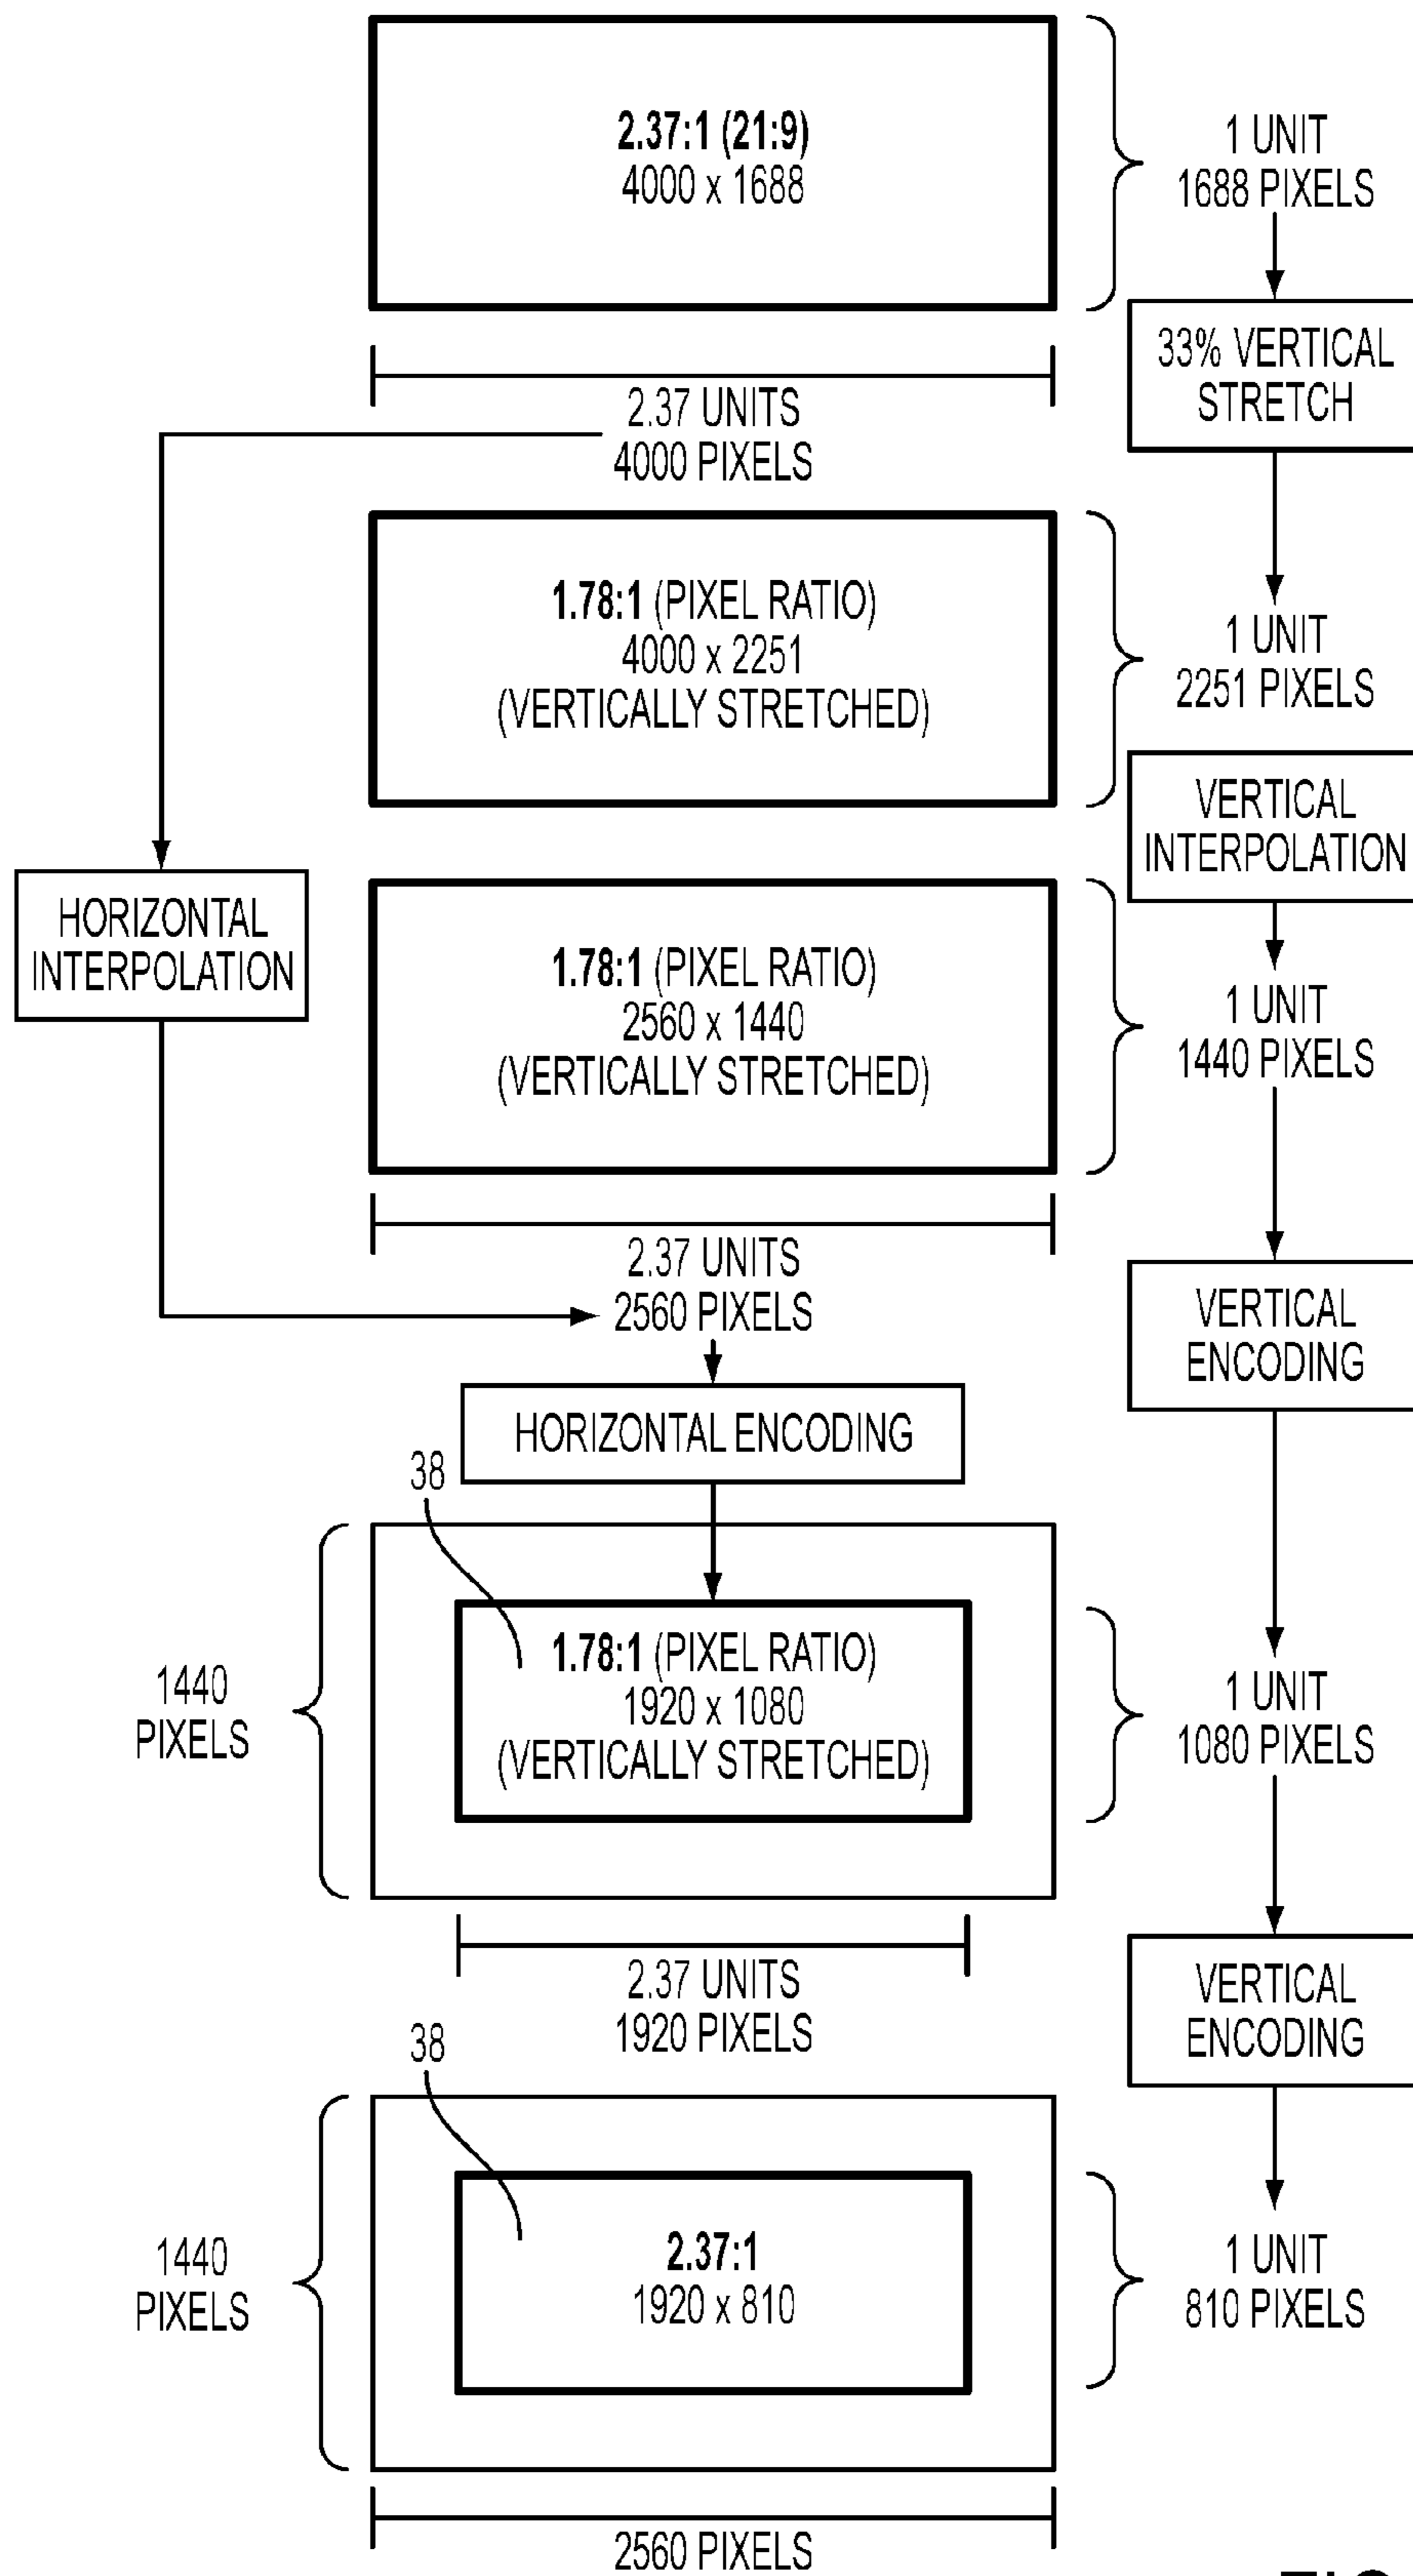 2.37:1 (21:9)
4000 x 1688
1 UNIT
1688 PIXELS
33% VERTICAL
STRETCH
2.37 UNITS
4000 PIXELS
1.78:1 (PIXEL RATIO)
4000 x 2251
(VERTICALLY STRETCHED)
1 UNIT
2251 PIXELS
VERTICAL
INTERPOLATION
HORIZONTAL
INTERPOLATION
1.78:1 (PIXEL RATIO)
2560 x 1440
(VERTICALLY STRETCHED)
1 UNIT
1440 PIXELS
2.37 UNITS
2560 PIXELS
VERTICAL
ENCODING
HORIZONTAL ENCODING
38
1440
PIXELS
1.78:1 (PIXEL RATIO)
1920 x 1080
(VERTICALLY STRETCHED)
1 UNIT
1080 PIXELS
2.37 UNITS
1920 PIXELS
VERTICAL
ENCODING
38
1440
PIXELS
2.37:1
1920 x 810
1 UNIT
810 PIXELS
2560 PIXELS